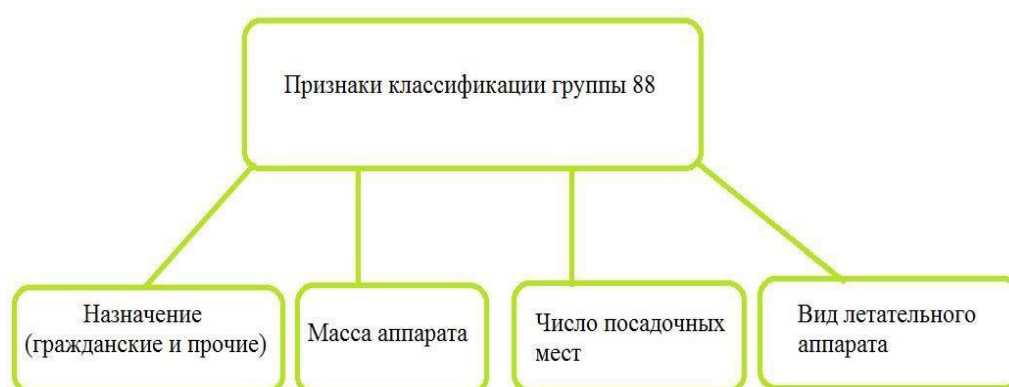 Признаки классификации группы 88
Назначение
(гражданские и прочие)
Масса аппарата
Число посадочных
мест
Вид летательного
аппарата